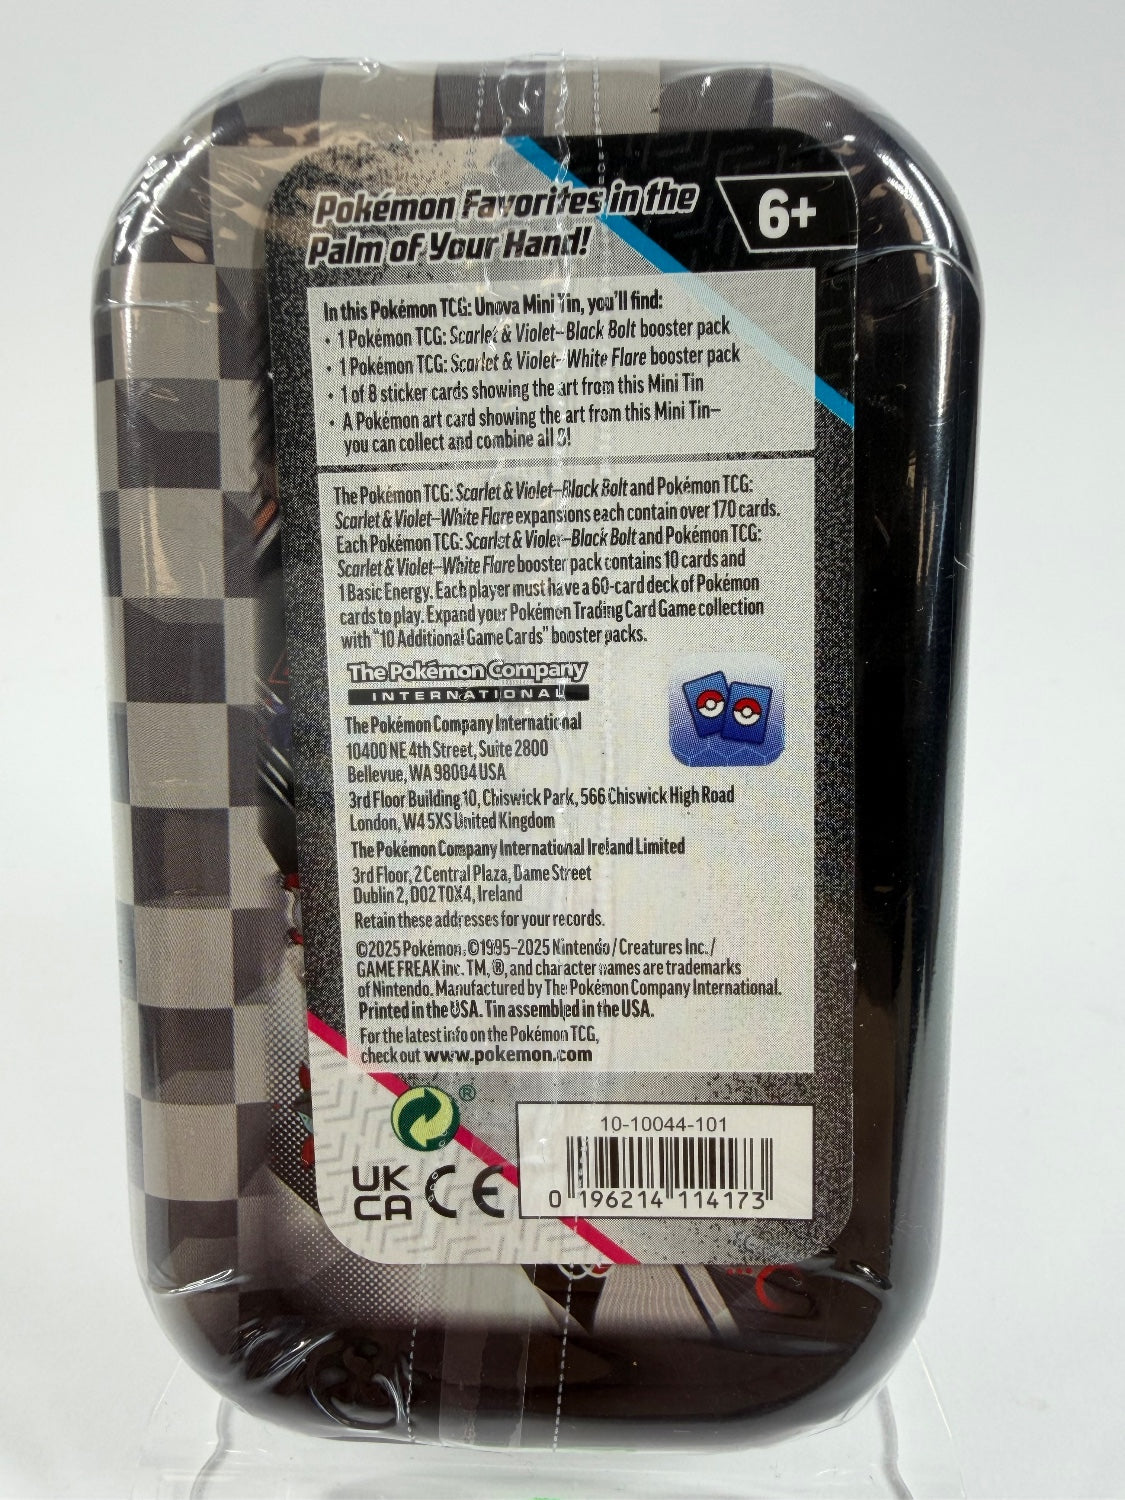 Pokémon Favorites in the
Palm of Your Hand!
6+
In this Pokémon TCG: Unova Mini Tin, you'll find:
• 1 Pokémon TCG: Scarlet & Violet–Black Bolt booster pack
• 1 Pokémon TCG: Scarlet & Violet–White Flare booster pack
• 1 of 8 sticker cards showing the art from this Mini Tin
• A Pokémon art card showing the art from this Mini Tin–
you can collect and combine all 8!
The Pokémon TCG: Scarlet & Violet–Black Bolt and Pokémon TCG:
Scarlet & Violet–White Flare expansions each contain over 170 cards.
Each Pokémon TCG: Scarlet & Violet–Black Bolt and Pokémon TCG:
Scarlet & Violet–White Flare booster pack contains 10 cards and
1 Basic Energy. Each player must have a 60-card deck of Pokémon
cards to play. Expand your Pokémon Trading Card Game collection
with "10 Additional Game Cards" booster packs.
The Pokémon Company
INTERNATIONAL
The Pokémon Company International
10400 NE 4th Street, Suite 2800
Bellevue, WA 98004 USA
3rd Floor Building 10, Chiswick Park, 566 Chiswick High Road
London, W4 5XS United Kingdom
The Pokémon Company International Ireland Limited
3rd Floor, 2 Central Plaza, Dame Street
Dublin 2, D02 T0X4, Ireland
Retain these addresses for your records.
©2025 Pokémon. ©1995–2025 Nintendo / Creatures Inc. /
GAME FREAK inc. TM, ®, and character names are trademarks
of Nintendo. Manufactured by The Pokémon Company International.
Printed in the USA. Tin assembled in the USA.
For the latest info on the Pokémon TCG,
check out www.pokemon.com
®
UK
CA CE
10-10044-101
0 196214 114173